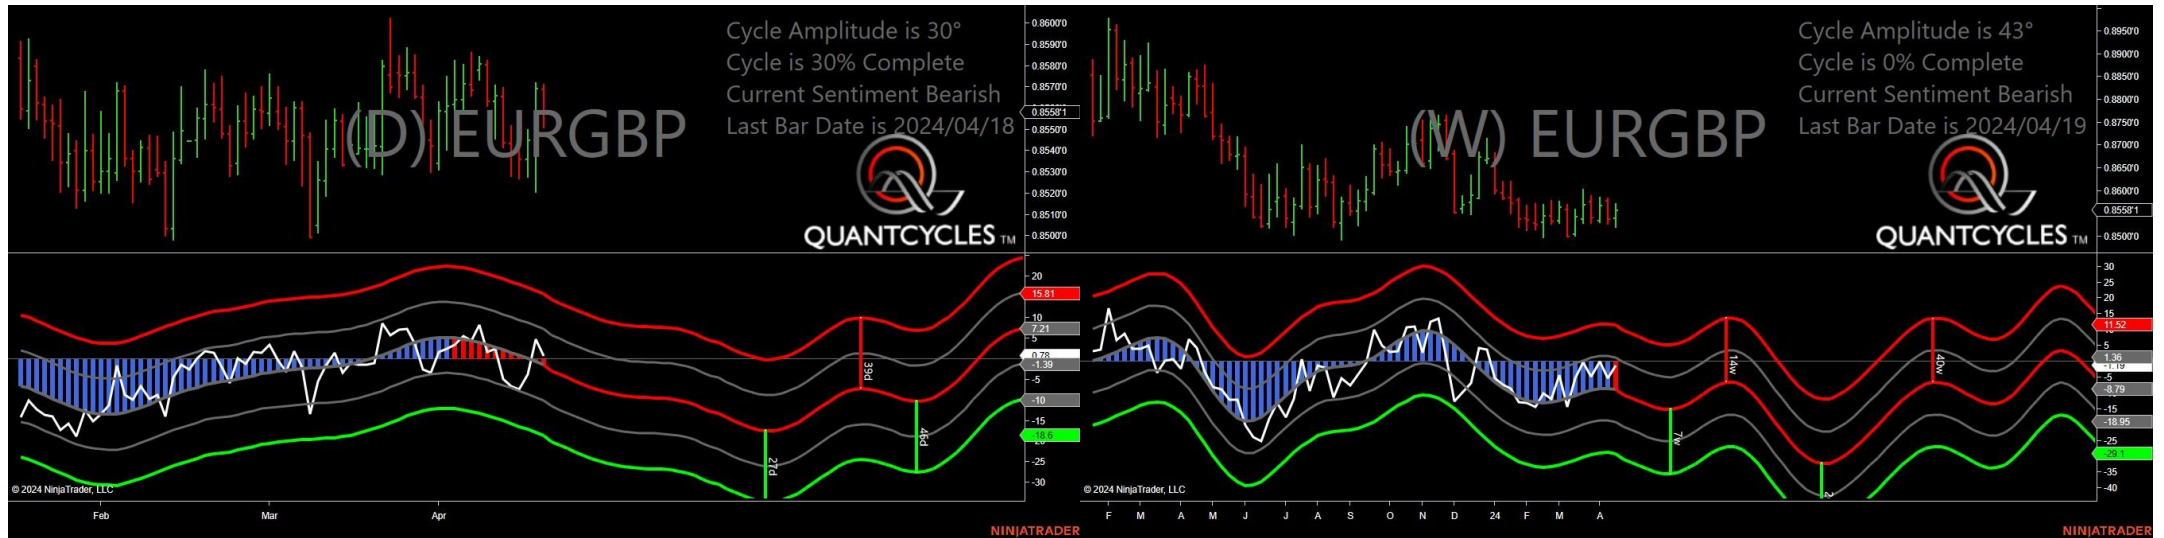 Cycle Amplitude is 30°
Cycle is 30% Complete
Current Sentiment Bearish
Last Bar Date is 2024/04/18
(D) EURGBP
QUANTCYCLES TM
0.8600'0
0.8590'0
0.8580'0
0.8570'0
0.8558'1
0.8550'0
0.8540'0
0.8530'0
0.8520'0
0.8510'0
0.8500'0
20
15.81
10
7.21
5
0.78
-1.39
-5
-10
-15
-18.6
-25
-30
39d
46d
27d
© 2024 NinjaTrader, LLC
Feb
Mar
Apr
NINJATRADER
Cycle Amplitude is 43°
Cycle is 0% Complete
Current Sentiment Bearish
Last Bar Date is 2024/04/19
(W) EURGBP
QUANTCYCLES TM
0.8950'0
0.8900'0
0.8850'0
0.8800'0
0.8750'0
0.8700'0
0.8650'0
0.8600'0
0.8558'1
0.8500'0
30
25
20
15
11.52
5
1.36
-1.19
-5
-8.79
-15
-18.95
-25
-29.1
-35
-40
14w
40w
7w
© 2024 NinjaTrader, LLC
F
M
A
M
J
J
A
S
O
N
D
24
F
M
A
NINJATRADER